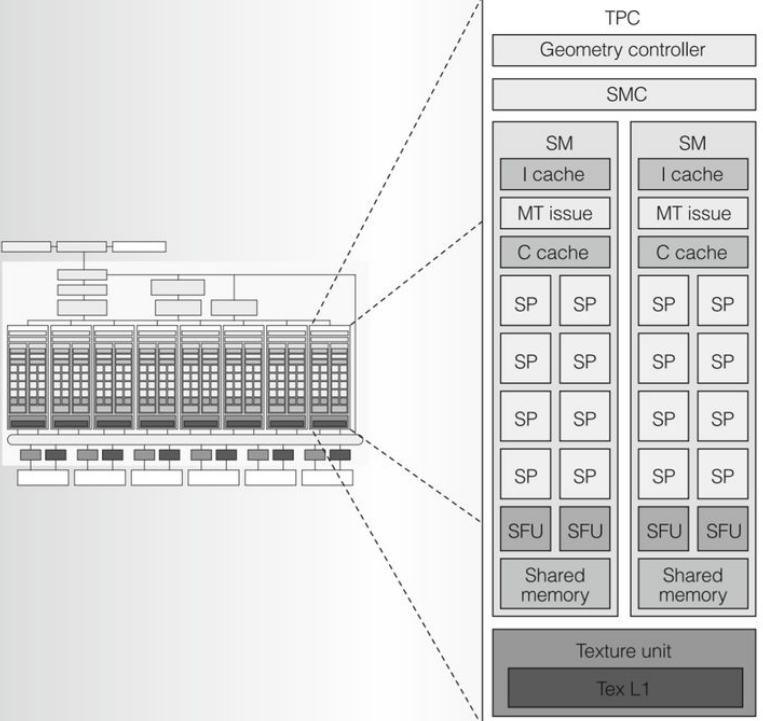 TPC
Geometry controller
SMC
SM
I cache
MT issue
C cache
SP SP
SP SP
SP SP
SP SP
SFU SFU
Shared
memory
SM
I cache
MT issue
C cache
SP SP
SP SP
SP SP
SP SP
SFU SFU
Shared
memory
Texture unit
Tex L1